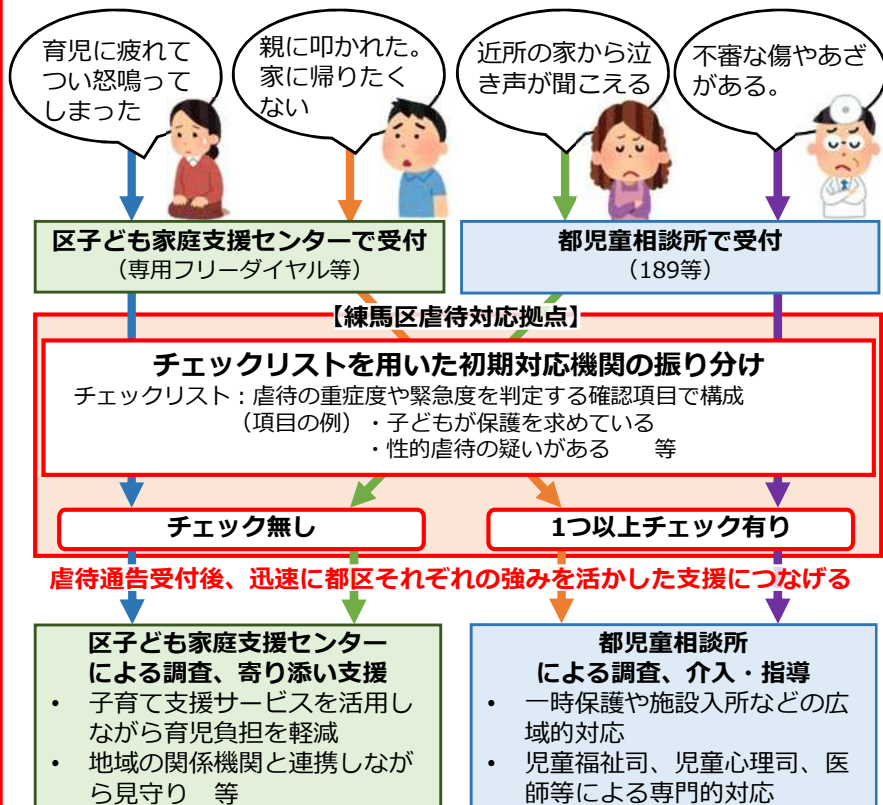 育児に疲れて
つい怒鳴って
しまった
親に叩かれた。
家に帰りたく
ない
近所の家から泣
き声が聞こえる
不審な傷やあざ
がある。
区子ども家庭支援センターで受付
（専用フリーダイヤル等）
都児童相談所で受付
（189等）
【練馬区虐待対応拠点】
チェックリストを用いた初期対応機関の振り分け
チェックリスト：虐待の重症度や緊急度を判定する確認項目で構成
（項目の例）・子どもが保護を求めている
・性的虐待の疑いがある　等
チェック無し
1つ以上チェック有り
虐待通告受付後、迅速に都区それぞれの強みを活かした支援につなげる
区子ども家庭支援センター
による調査、寄り添い支援
• 子育て支援サービスを活用し
ながら育児負担を軽減
• 地域の関係機関と連携しなが
ら見守り　等
都児童相談所
による調査、介入・指導
• 一時保護や施設入所などの広
域的対応
• 児童福祉司、児童心理司、医
師等による専門的対応